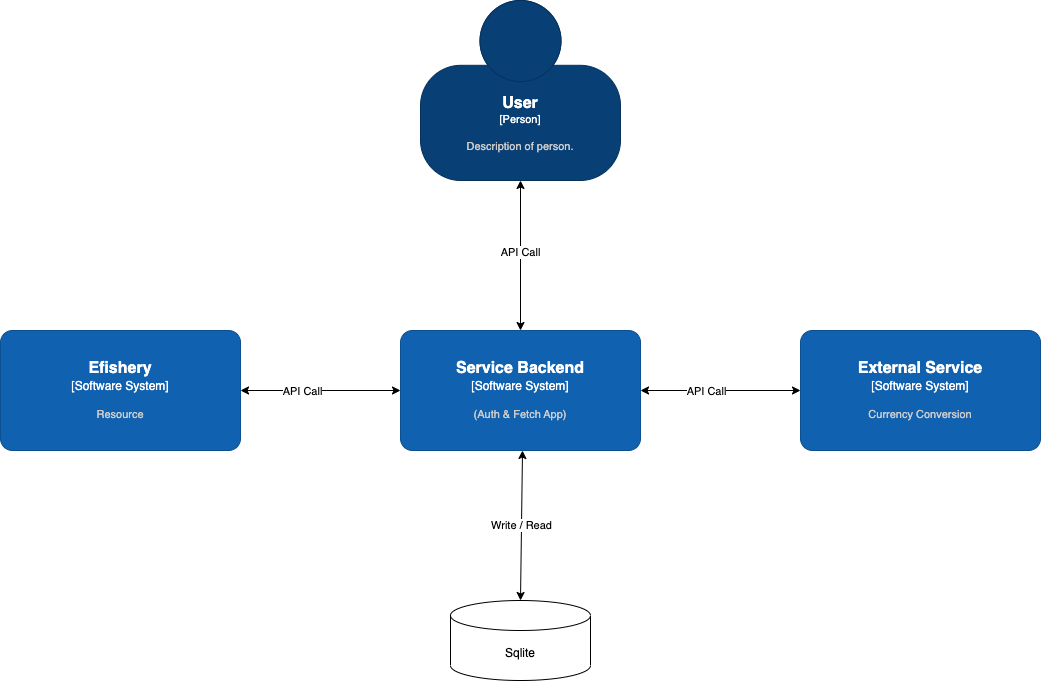 User
[Person]
Description of person.
API Call
Efishery
[Software System]
Resource
API Call
Service Backend
[Software System]
(Auth & Fetch App)
API Call
External Service
[Software System]
Currency Conversion
Write / Read
Sqlite